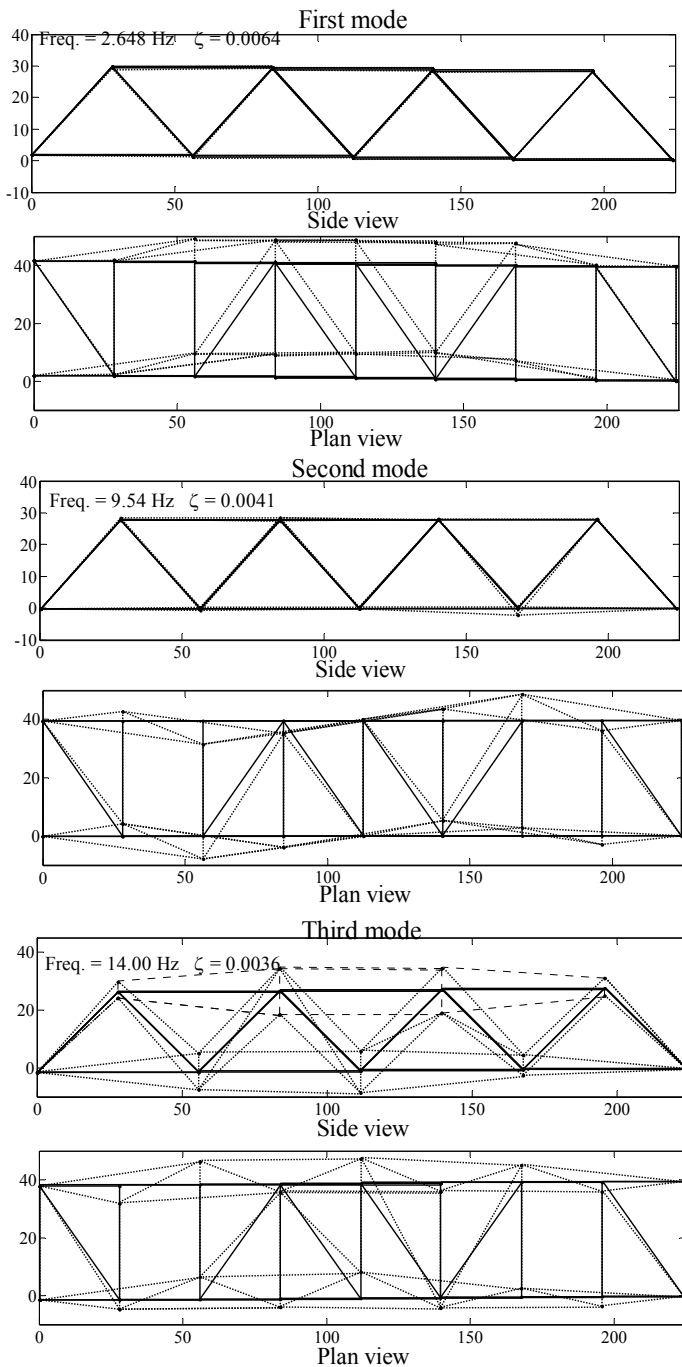 First mode
Freq. = 2.648 Hz ζ = 0.0064
40
30
20
10
0
-10
0 50 100 150 200
Side view
40
20
0
0 50 100 150 200
Plan view
Second mode
40
Freq. = 9.54 Hz ζ = 0.0041
30
20
10
0
-10
0 50 100 150 200
Side view
40
20
0
0 50 100 150 200
Plan view
Third mode
Freq. = 14.00 Hz ζ = 0.0036
40
20
0
0 50 100 150 200
Side view
40
20
0
0 50 100 150 200
Plan view